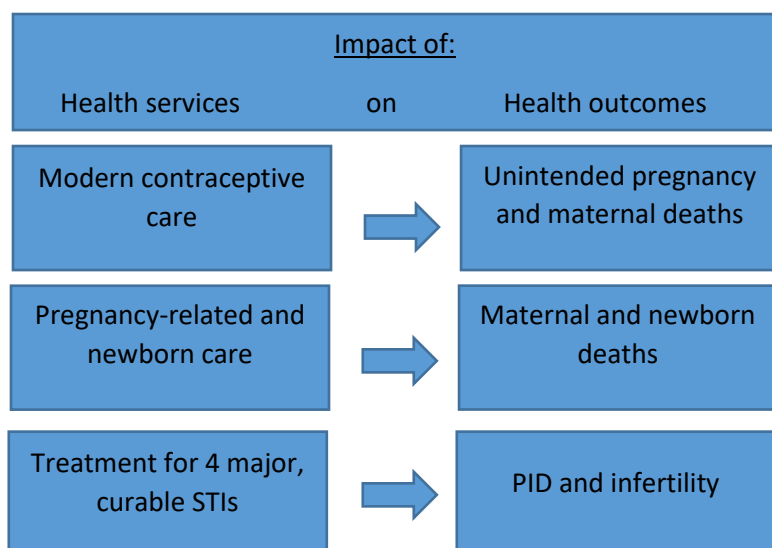 Impact of:
Health services on Health outcomes
Modern contraceptive
care
Unintended pregnancy
and maternal deaths
Pregnancy-related and
newborn care
Maternal and newborn
deaths
Treatment for 4 major,
curable STIs
PID and infertility